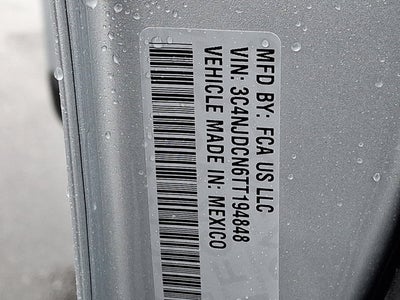 MFD BY: FCA US LLC
VIN: 3C4NJDCN6TT194848
VEHICLE MADE IN: MEXICO